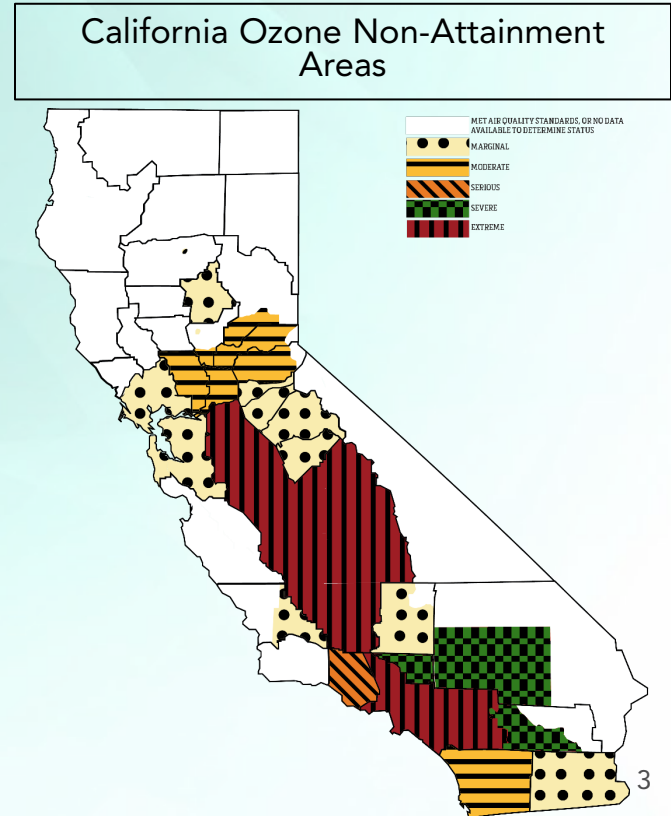 California Ozone Non-Attainment
Areas
MET AIR QUALITY STANDARDS, OR NO DATA
AVAILABLE TO DETERMINE STATUS
MARGINAL
MODERATE
SERIOUS
SEVERE
EXTREME
3